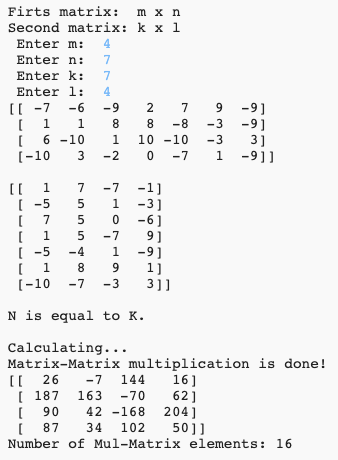 Firts matrix:  m x n
Second matrix: k x l
 Enter m:  4
 Enter n:  7
 Enter k:  7
 Enter l:  4
[[ -7  -6  -9   2   7   9  -9]
 [  1   1   8   8  -8  -3  -9]
 [  6 -10   1  10 -10  -3   3]
 [-10   3  -2   0  -7   1  -9]]
[[  1   7  -7  -1]
 [ -5   5   1  -3]
 [  7   5   0  -6]
 [  1   5  -7   9]
 [ -5  -4   1  -9]
 [  1   8   9   1]
 [-10  -7  -3   3]]
N is equal to K.
Calculating...
Matrix-Matrix multiplication is done!
[[  26   -7  144   16]
 [ 187  163  -70   62]
 [  90   42 -168  204]
 [  87   34  102   50]]
Number of Mul-Matrix elements: 16